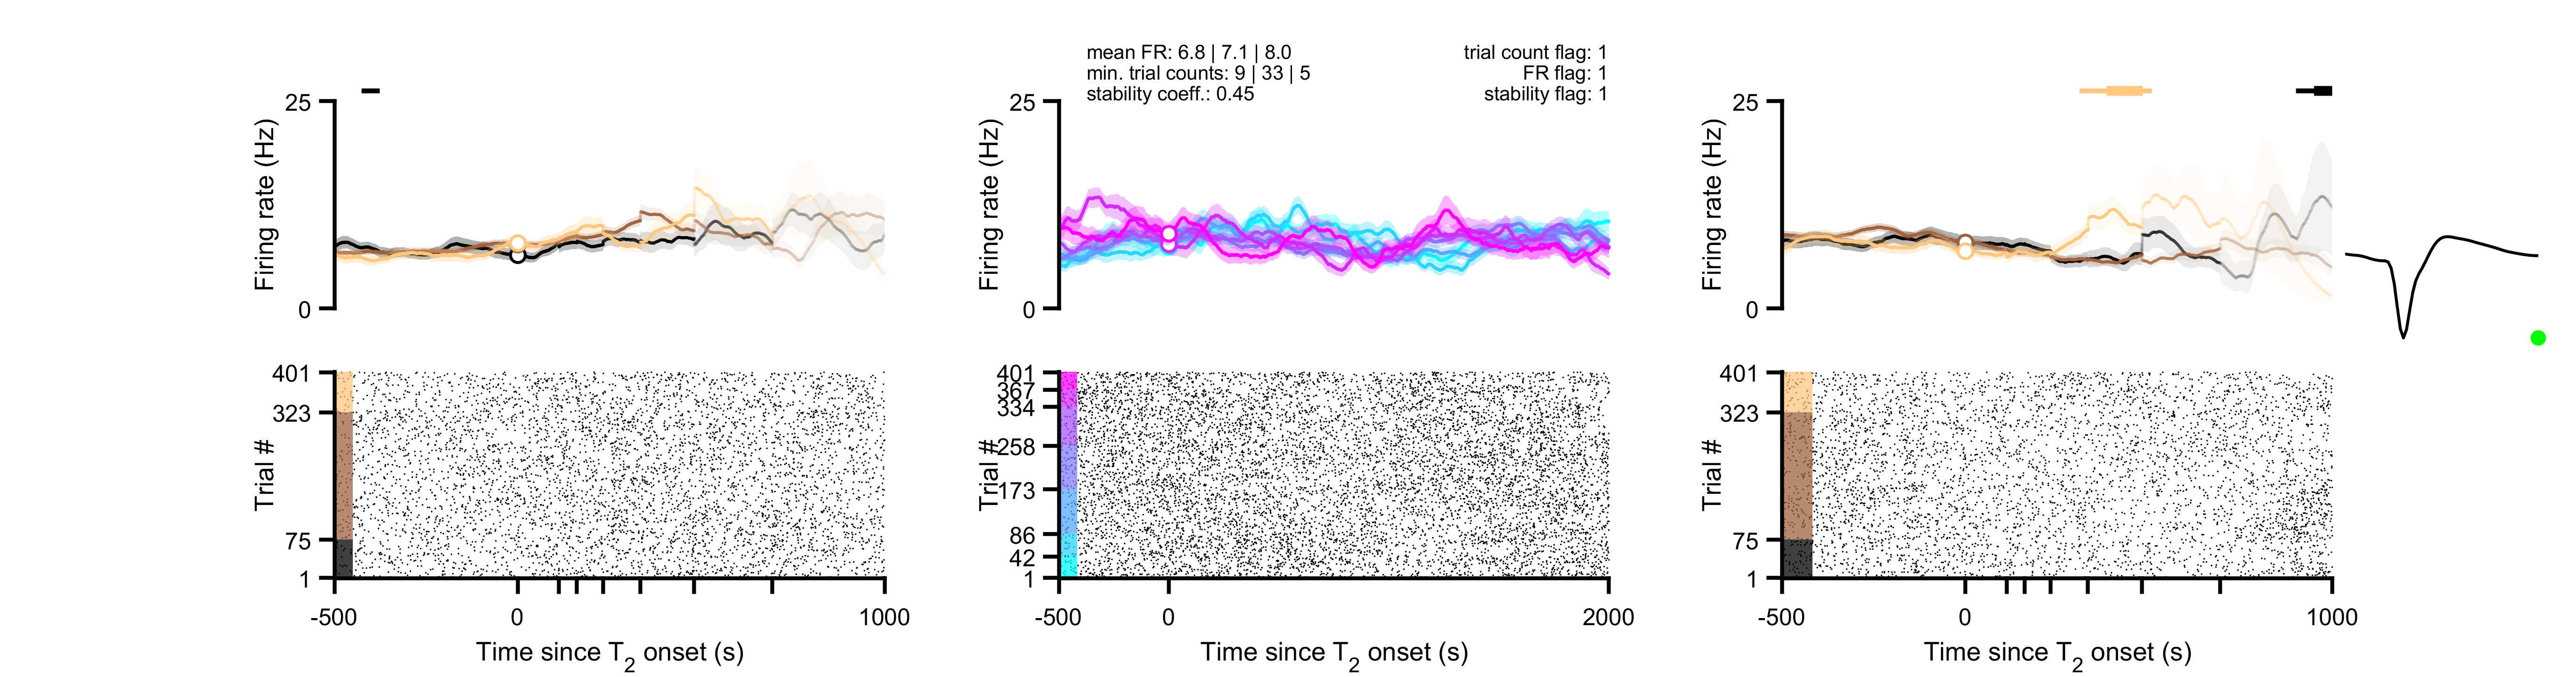 mean FR: 6.8 | 7.1 | 8.0
min. trial counts: 9 | 33 | 5
stability coeff.: 0.45
trial count flag: 1
FR flag: 1
stability flag: 1
25
0
Firing rate (Hz)
401
323
75
1
Trial #
-500
0
1000
Time since T2 onset (s)
25
0
Firing rate (Hz)
401
367
334
258
173
86
42
1
Trial #
-500
0
2000
Time since T2 onset (s)
25
0
Firing rate (Hz)
401
323
75
1
Trial #
-500
0
1000
Time since T2 onset (s)